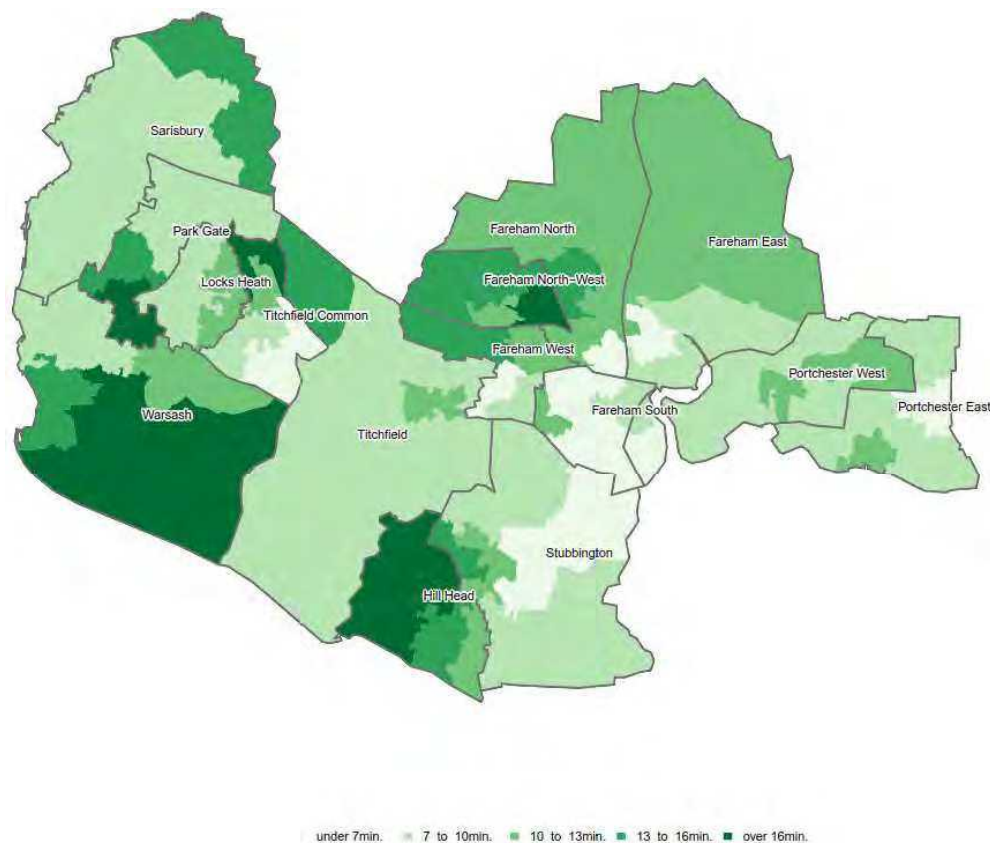 Sarisbury
Park Gate
Fareham North
Fareham East
Locks Heath
Fareham North-West
Titchfield Common
Fareham West
Portchester West
Warsash
Titchfield
Fareham South
Portchester East
Stubbington
Hill Head
under 7min. 7 to 10min. 10 to 13min. 13 to 16min. over 16min.